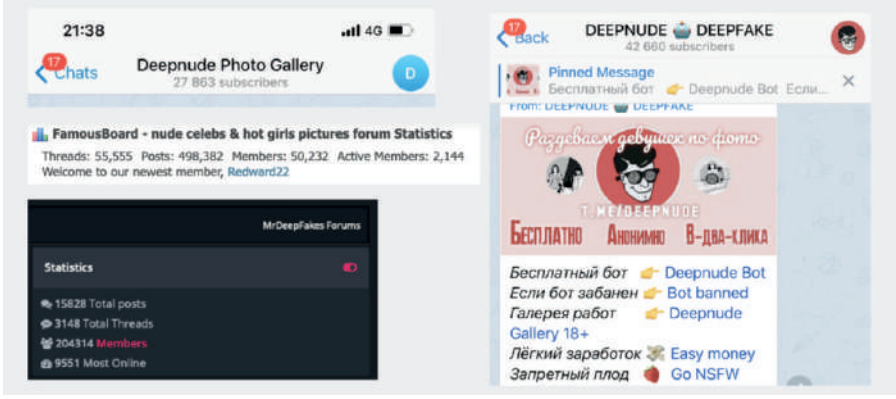 21:38
4G
17
Chats
Deepnude Photo Gallery
27 863 subscribers
D
FamousBoard - nude celebs & hot girls pictures forum Statistics
Threads: 55,555 Posts: 498,382 Members: 50,232 Active Members: 2,144
Welcome to our newest member, Redward22
MrDeepFakes Forums
Statistics
15828 Total posts
3148 Total Threads
204314 Members
9551 Most Online
17
Back
DEEPNUDE 🤖 DEEPFAKE
42 660 subscribers
Pinned Message
Бесплатный бот 👉 Deepnude Bot Если...
From: DEEPNUDE 🤖 DEEPFAKE
Раздеваем девушек по фото
T.ME/DEEPNUDE
Бесплатно Анонимно В-два-клика
Бесплатный бот 👉 Deepnude Bot
Если бот забанен 👉 Bot banned
Галерея работ 👉 Deepnude
Gallery 18+
Лёгкий заработок 💸 Easy money
Запретный плод 🍓 Go NSFW